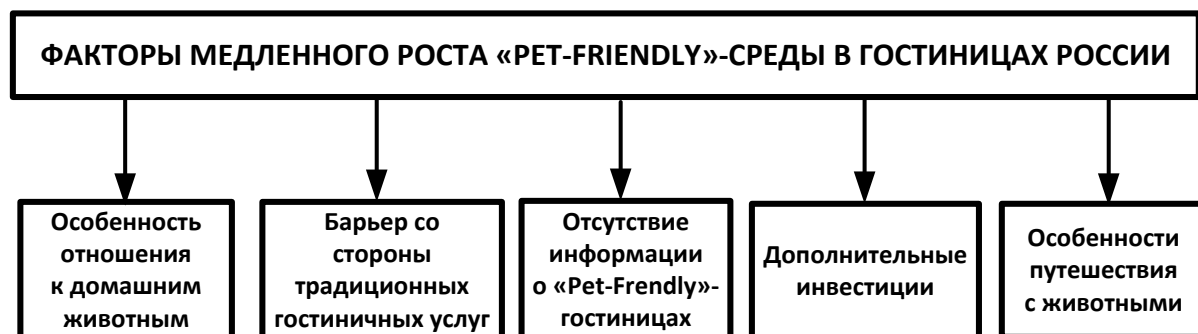 ФАКТОРЫ МЕДЛЕННОГО РОСТА «PET-FRIENDLY»-СРЕДЫ В ГОСТИНИЦАХ РОССИИ
Особенность
отношения
к домашним
животным
Барьер со
стороны
традиционных
гостиничных услуг
Отсутствие
информации
о «Pet-Frendly»-
гостиницах
Дополнительные
инвестиции
Особенности
путешествия
с животными